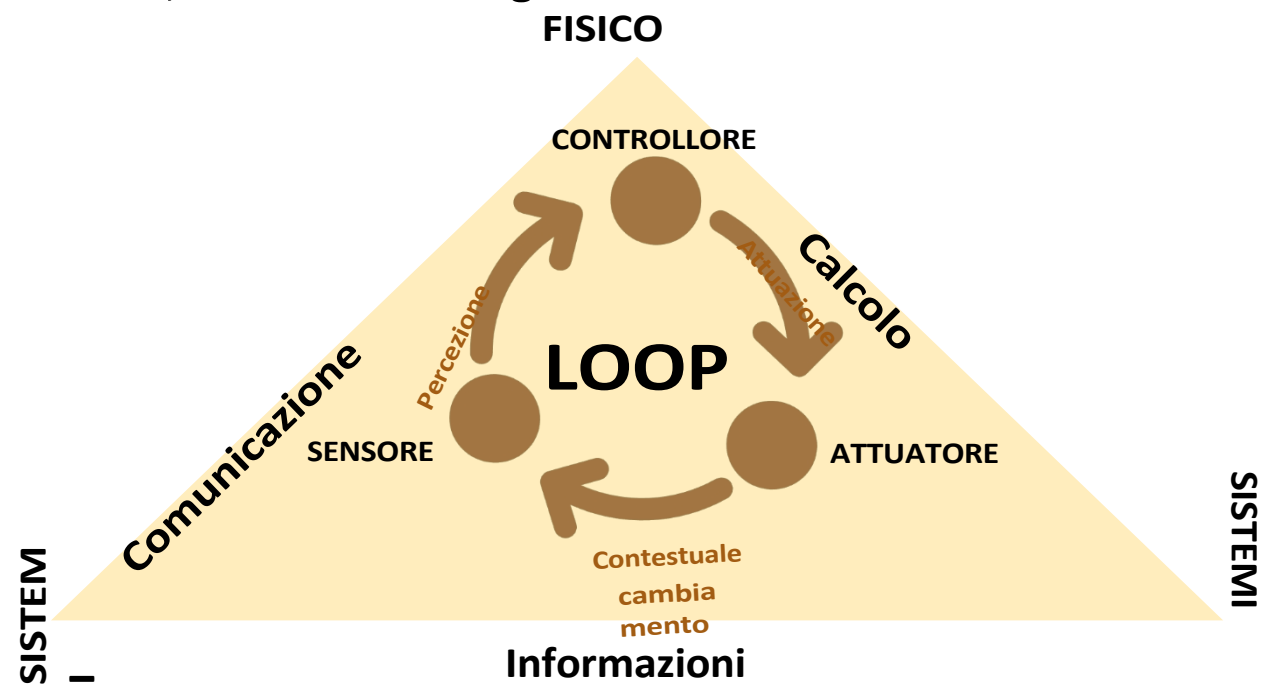 FISICO
CONTROLLORE
Attuazione
Calcolo
Percezione
LOOP
Comunicazione
SENSORE
ATTUATORE
SISTEM
I
SISTEMI
Contestuale
cambia
mento
Informazioni